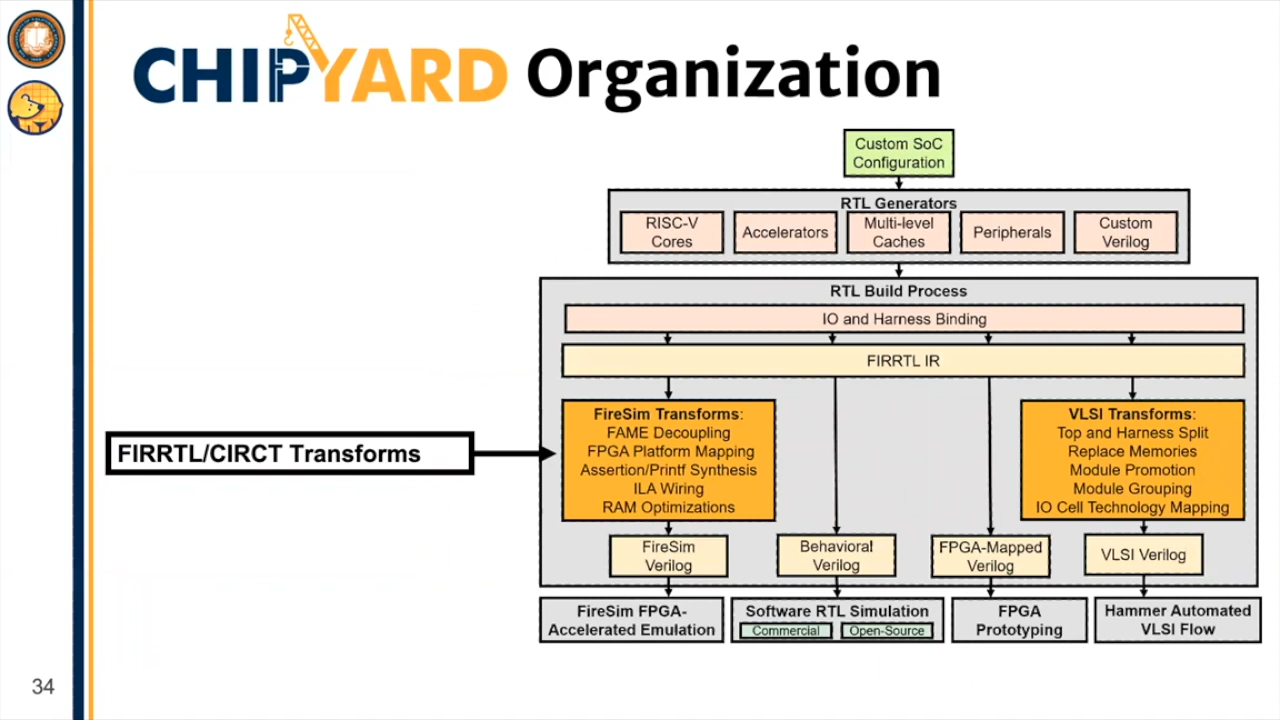 CHIPYARD Organization
Custom SoC
Configuration
RTL Generators
RISC-V
Cores
Accelerators
Multi-level
Caches
Peripherals
Custom
Verilog
RTL Build Process
IO and Harness Binding
FIRRTL IR
FIRRTL/CIRCT Transforms
FireSim Transforms:
FAME Decoupling
FPGA Platform Mapping
Assertion/Printf Synthesis
ILA Wiring
RAM Optimizations
VLSI Transforms:
Top and Harness Split
Replace Memories
Module Promotion
Module Grouping
IO Cell Technology Mapping
FireSim
Verilog
Behavioral
Verilog
FPGA-Mapped
Verilog
VLSI Verilog
FireSim FPGA-
Accelerated Emulation
Software RTL Simulation
Commercial
Open-Source
FPGA
Prototyping
Hammer Automated
VLSI Flow
34